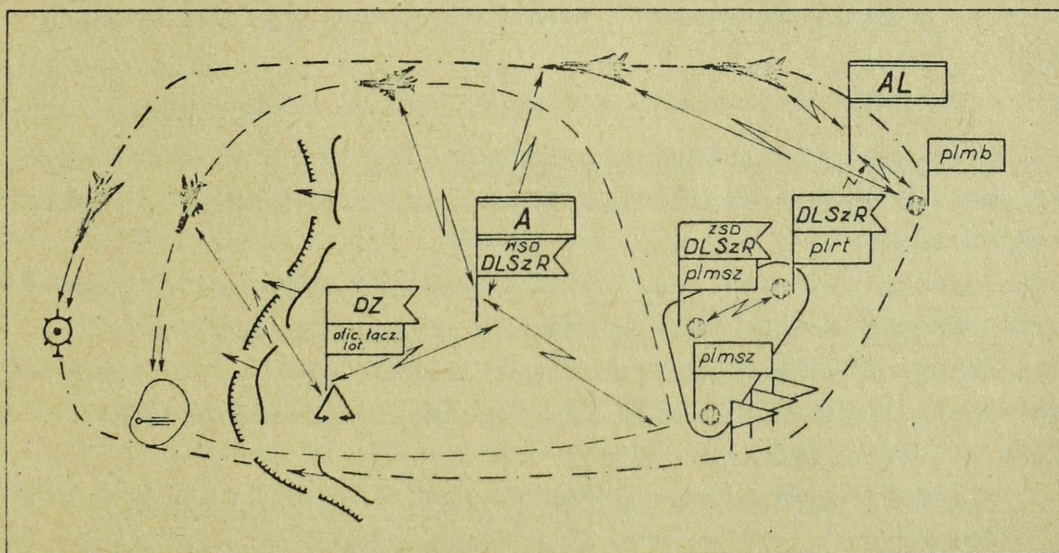 AL
plmb
A
WSD
DLSzR
ZSD
DLSzR
plmsz
DLSzR
plrt
DZ
ofic. łącz.
lot.
plmsz